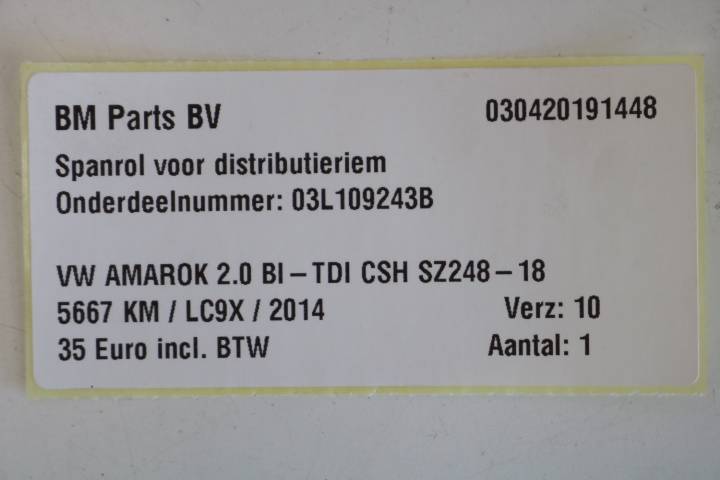 BM Parts BV 030420191448
Spanrol voor distributieriem
Onderdeelnummer: 03L109243B
VW AMAROK 2.0 BI – TDI CSH SZ248 – 18
5667 KM / LC9X / 2014 Verz: 10
35 Euro incl. BTW Aantal: 1